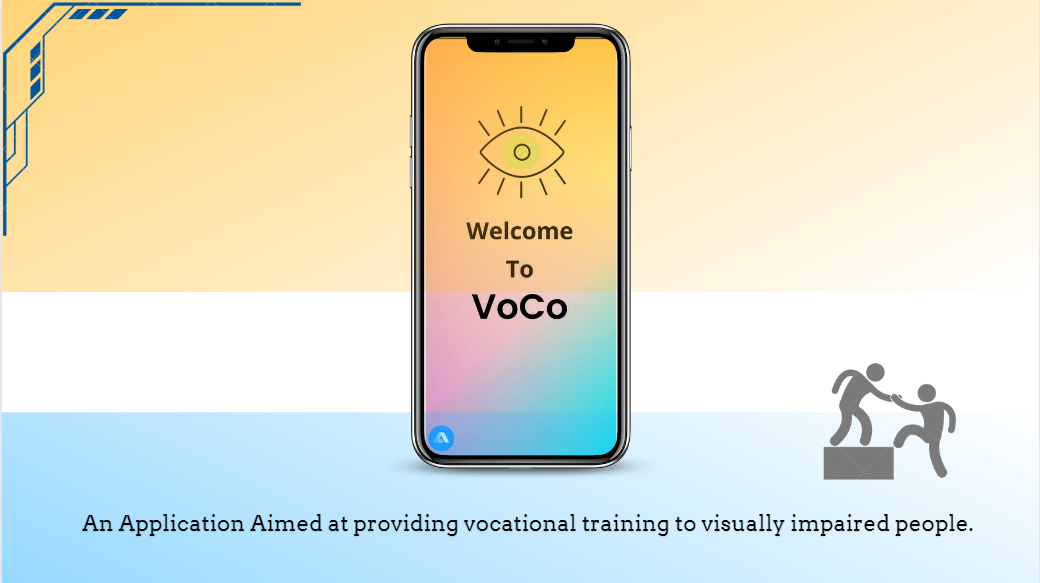 Welcome
To
VoCo
An Application Aimed at providing vocational training to visually impaired people.